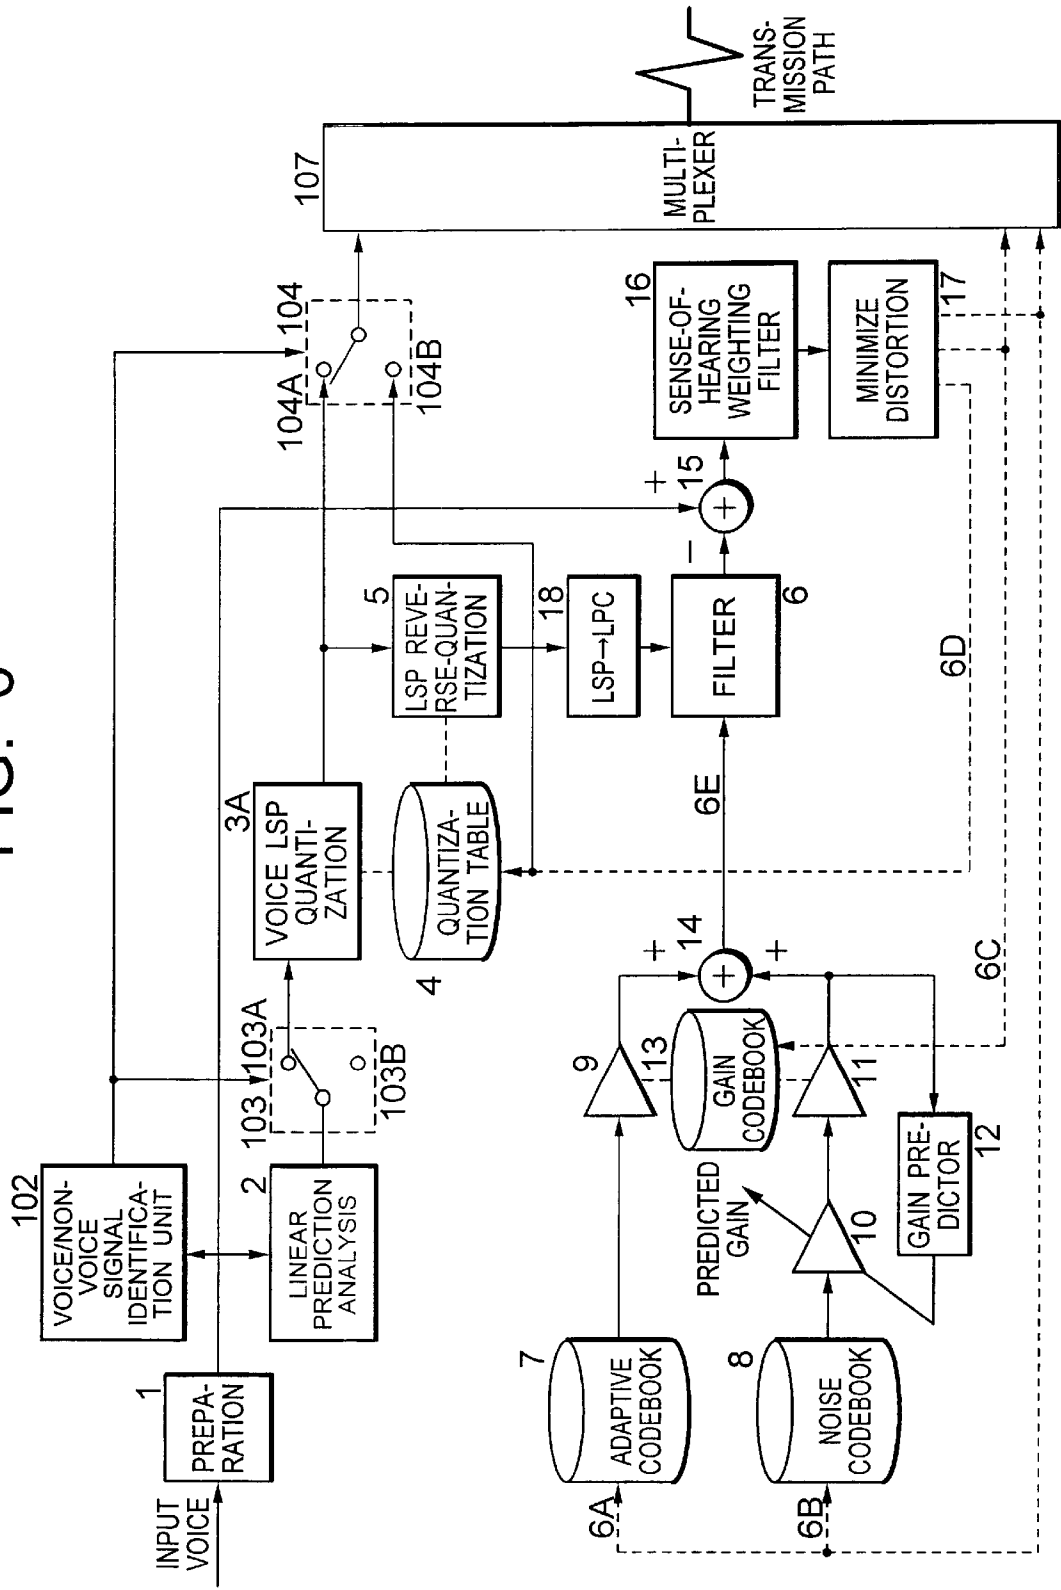 FIG.
INPUT
VOICE
1
PREPA-
RATION
102
VOICE/NON-
VOICE
SIGNAL
IDENTIFICA-
TION UNIT
2
LINEAR
PREDICTION
ANALYSIS
103
103A
103B
3A
VOICE LSP
QUANTI-
ZATION
4
QUANTIZA-
TION TABLE
5
LSP REVE-
RSE-QUAN-
TIZATION
18
LSP→LPC
104A
104
104B
107
MULTI-
PLEXER
TRANS-
MISSION
PATH
7
ADAPTIVE
CODEBOOK
6A
8
NOISE
CODEBOOK
6B
9
13
GAIN
CODEBOOK
PREDICTED
GAIN
10
11
GAIN PRE-
DICTOR
12
+
14
+
+
6E
FILTER
6
−
+
15
+
16
SENSE-OF-
HEARING
WEIGHTING
FILTER
MINIMIZE
DISTORTION
17
6D
6C